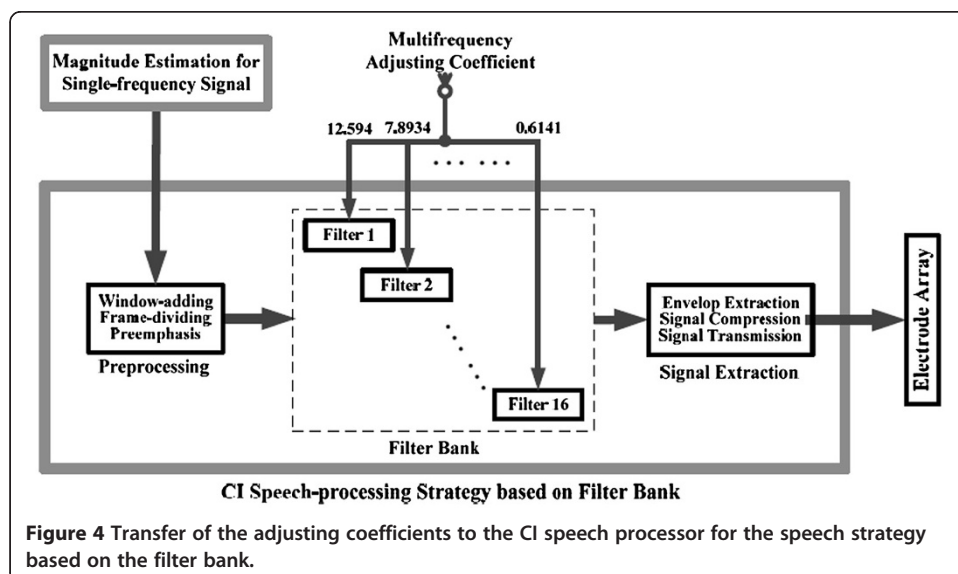 Multifrequency
Adjusting Coefficient
Magnitude Estimation for
Single-frequency Signal
12.594 7.8934 0.6141
... ...
Filter 1
Filter 2
Filter 16
Filter Bank
Window-adding
Frame-dividing
Preemphasis
Preprocessing
Envelop Extraction
Signal Compression
Signal Transmission
Signal Extraction
Electrode Array
CI Speech-processing Strategy based on Filter Bank
Figure 4 Transfer of the adjusting coefficients to the CI speech processor for the speech strategy
based on the filter bank.